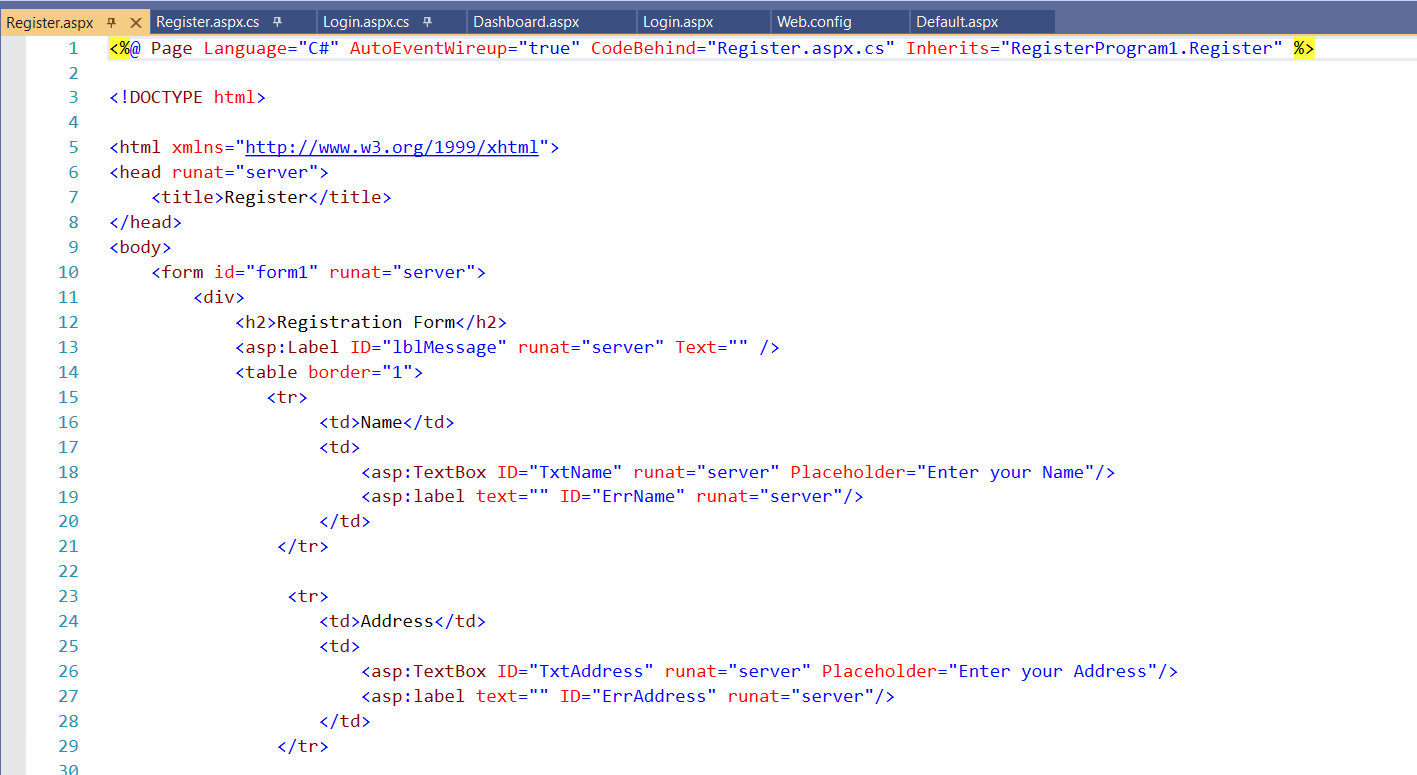 Register.aspx Register.aspx.cs Login.aspx.cs Dashboard.aspx Login.aspx Web.config Default.aspx
1 <%@ Page Language="C#" AutoEventWireup="true" CodeBehind="Register.aspx.cs" Inherits="RegisterProgram1.Register" %>
2
3 <!DOCTYPE html>
4
5 <html xmlns="http://www.w3.org/1999/xhtml">
6 <head runat="server">
7 <title>Register</title>
8 </head>
9 <body>
10 <form id="form1" runat="server">
11 <div>
12 <h2>Registration Form</h2>
13 <asp:Label ID="lblMessage" runat="server" Text="" />
14 <table border="1">
15 <tr>
16 <td>Name</td>
17 <td>
18 <asp:TextBox ID="TxtName" runat="server" Placeholder="Enter your Name"/>
19 <asp:label text="" ID="ErrName" runat="server"/>
20 </td>
21 </tr>
22
23 <tr>
24 <td>Address</td>
25 <td>
26 <asp:TextBox ID="TxtAddress" runat="server" Placeholder="Enter your Address"/>
27 <asp:label text="" ID="ErrAddress" runat="server"/>
28 </td>
29 </tr>
30